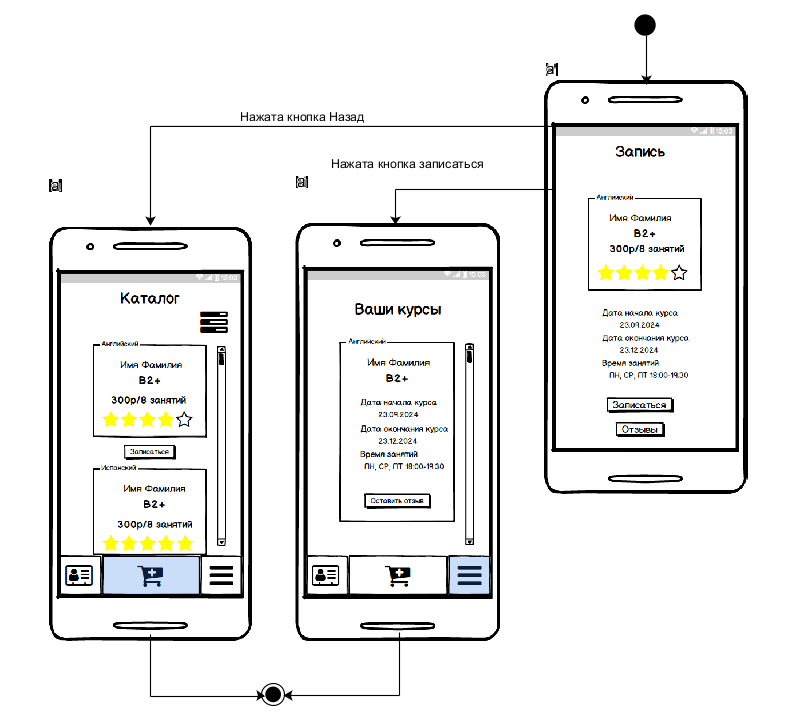 Нажата кнопка Назад
Нажата кнопка записаться
Запись
Английский
Имя Фамилия
B2+
300р/8 занятий
Дата начала курса
23.09.2024
Дата окончания курса
23.12.2024
Время занятий
ПН, СР, ПТ 18:00-19:30
Записаться
Отзывы
Каталог
Английский
Имя Фамилия
B2+
300р/8 занятий
Записаться
Испанский
Имя Фамилия
B2+
300р/8 занятий
Ваши курсы
Английский
Имя Фамилия
B2+
Дата начала курса
23.09.2024
Дата окончания курса
23.12.2024
Время занятий
ПН, СР, ПТ 18:00-19:30
Оставить отзыв